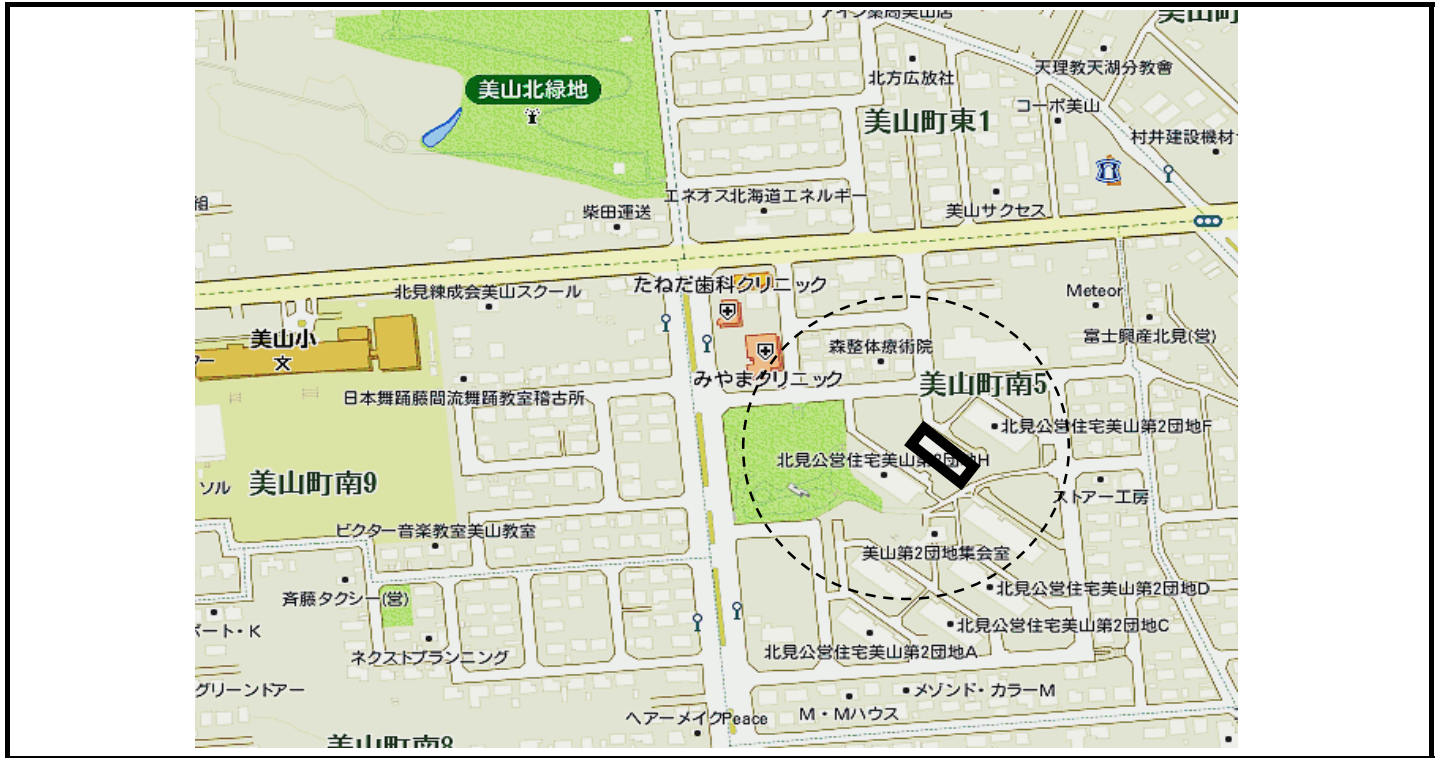 アイン薬局美山店
北方広放社
天理教天湖分教會
美山北緑地
コーポ美山
美山町東1
村井建設機材
エネオス北海道エネルギー
組
柴田運送
美山サクセス
たねだ歯科クリニック
北見練成会美山スクール
Meteor
美山小
文
森整体療術院
富士興産北見(営)
みやまクリニック
美山町南5
日本舞踊藤間流舞踊教室稽古所
北見公営住宅美山第2団地F
北見公営住宅美山第2団地H
ソル
美山町南9
ストアー工房
ビクター音楽教室美山教室
美山第2団地集会室
北見公営住宅美山第2団地D
斉藤タクシー(営)
北見公営住宅美山第2団地C
ート・K
ネクストプランニング
北見公営住宅美山第2団地A
グリーンドアー
メゾンド・カラーM
M・Mハウス
ヘアーメイクPeace
美山町南8